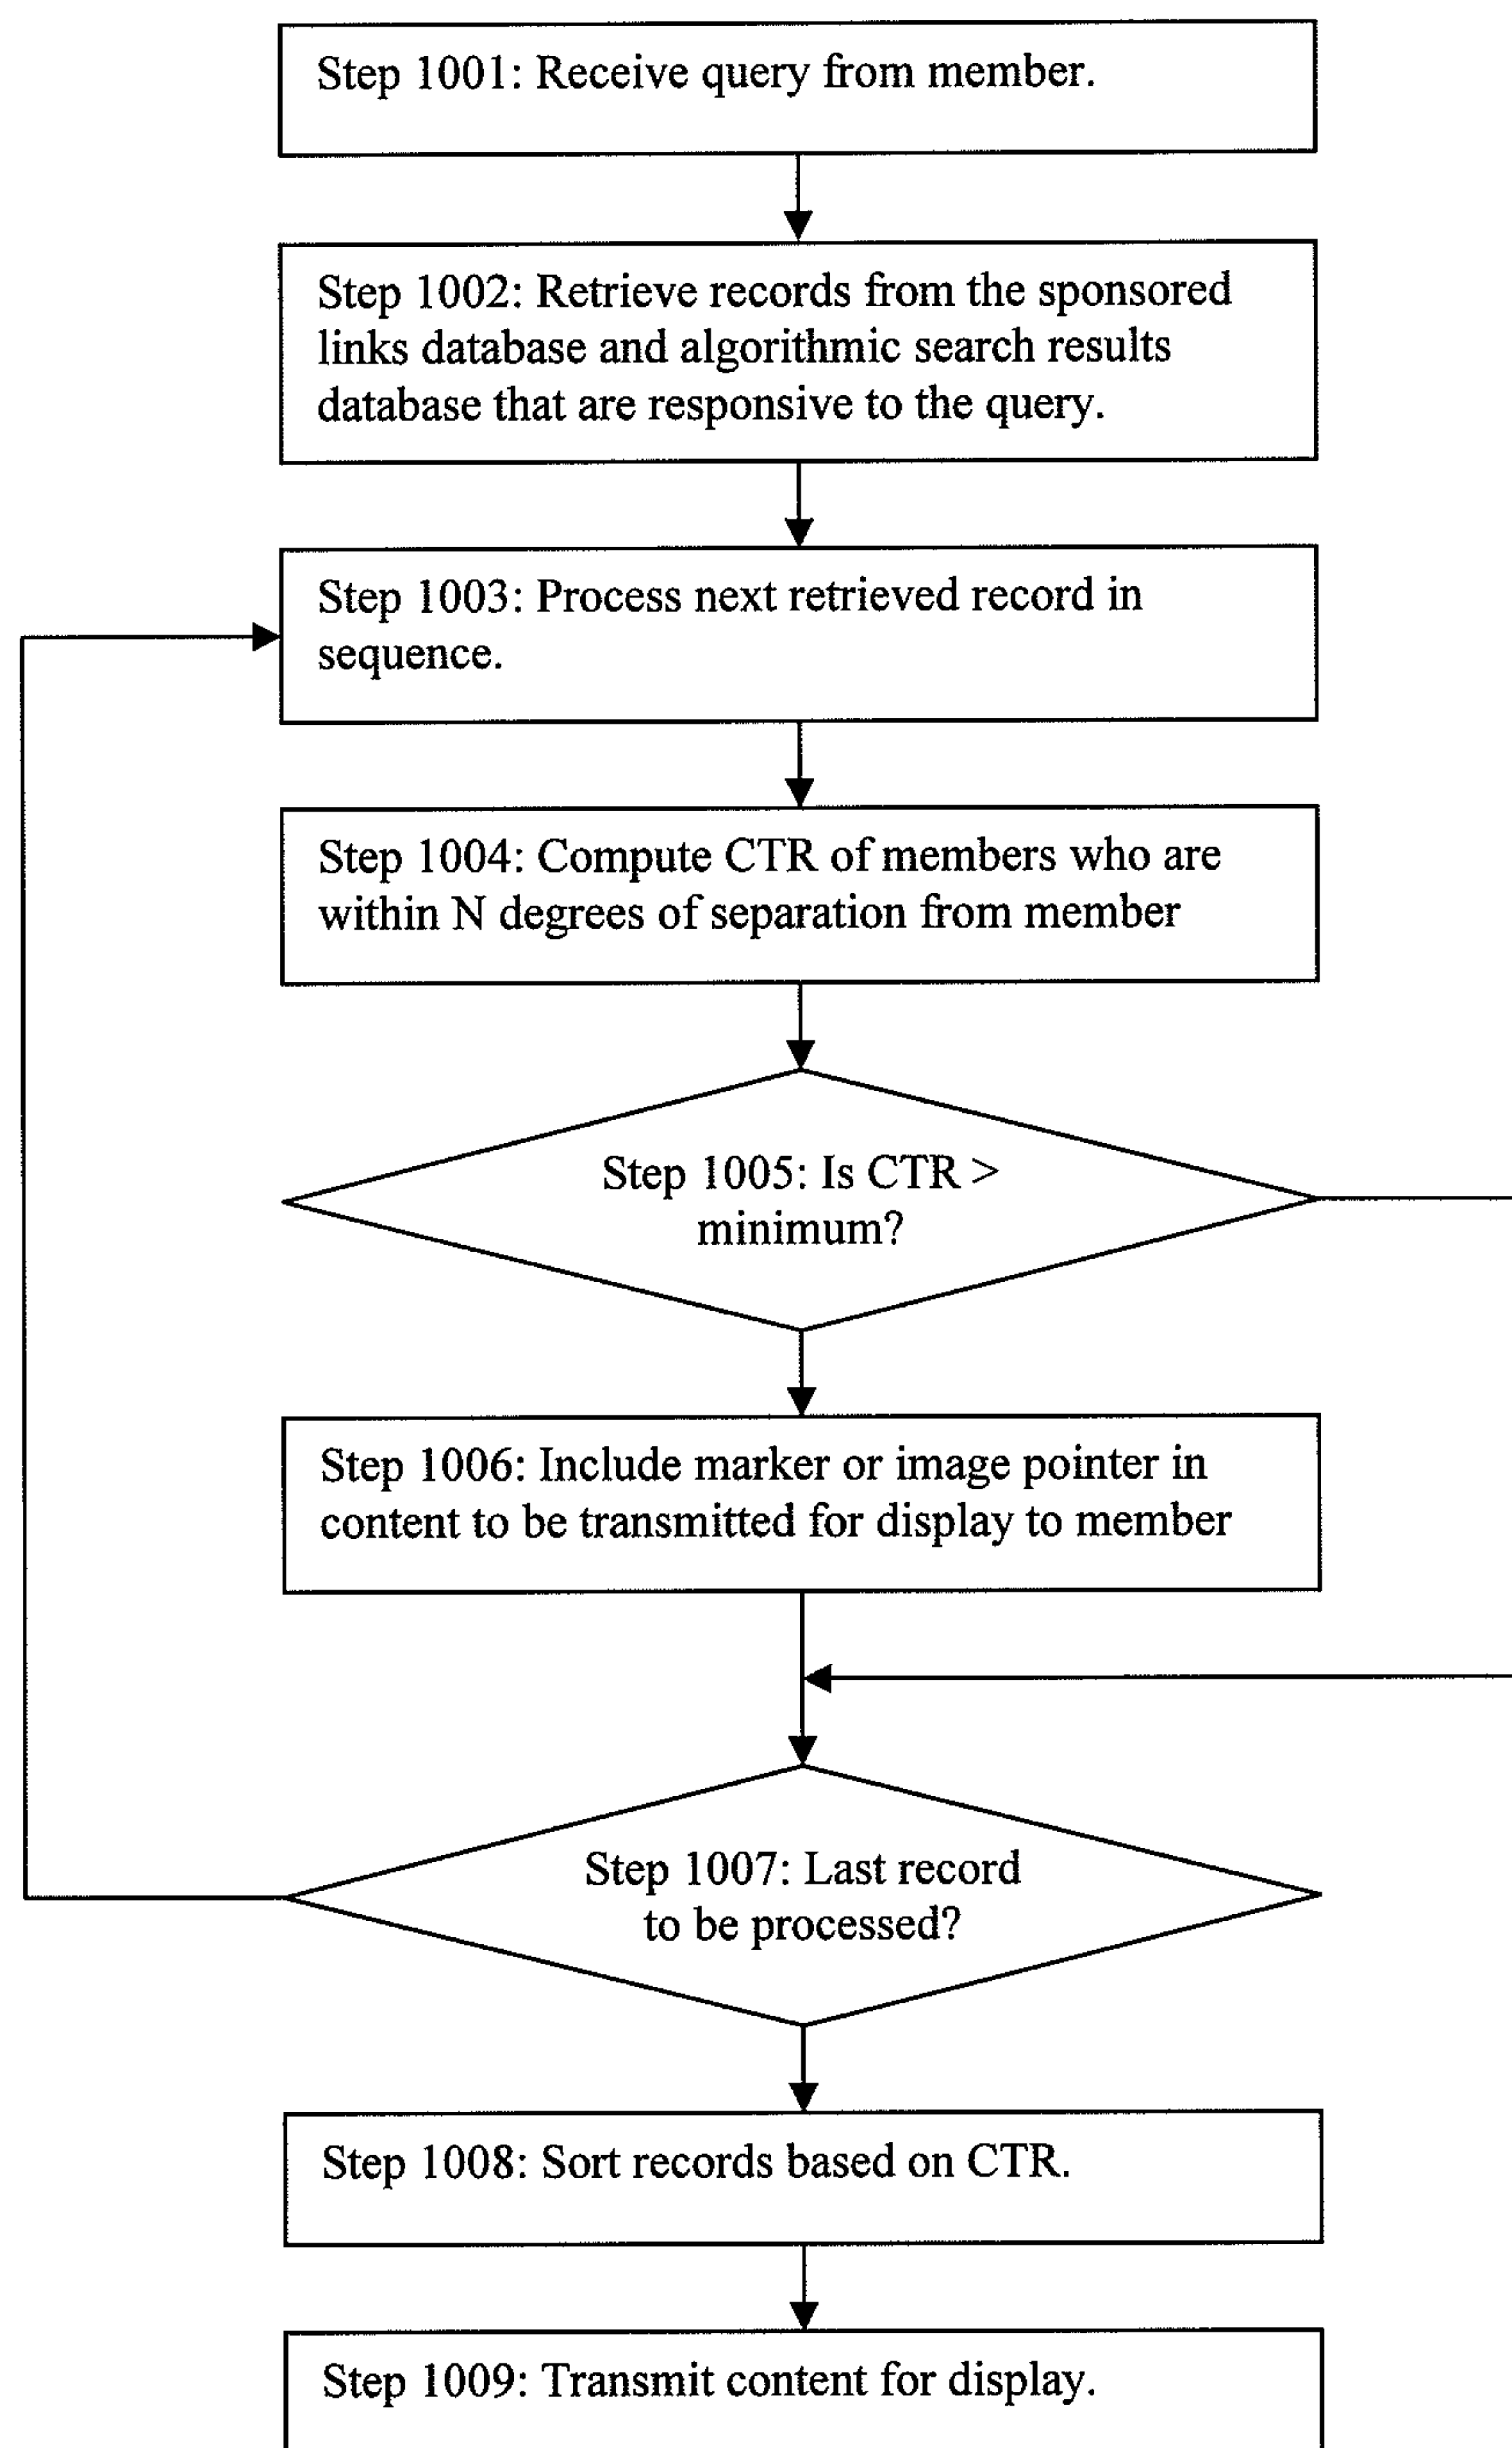 Step 1001: Receive query from member.
Step 1002: Retrieve records from the sponsored
links database and algorithmic search results
database that are responsive to the query.
Step 1003: Process next retrieved record in
sequence.
Step 1004: Compute CTR of members who are
within N degrees of separation from member
Step 1005: Is CTR >
minimum?
Step 1006: Include marker or image pointer in
content to be transmitted for display to member
Step 1007: Last record
to be processed?
Step 1008: Sort records based on CTR.
Step 1009: Transmit content for display.